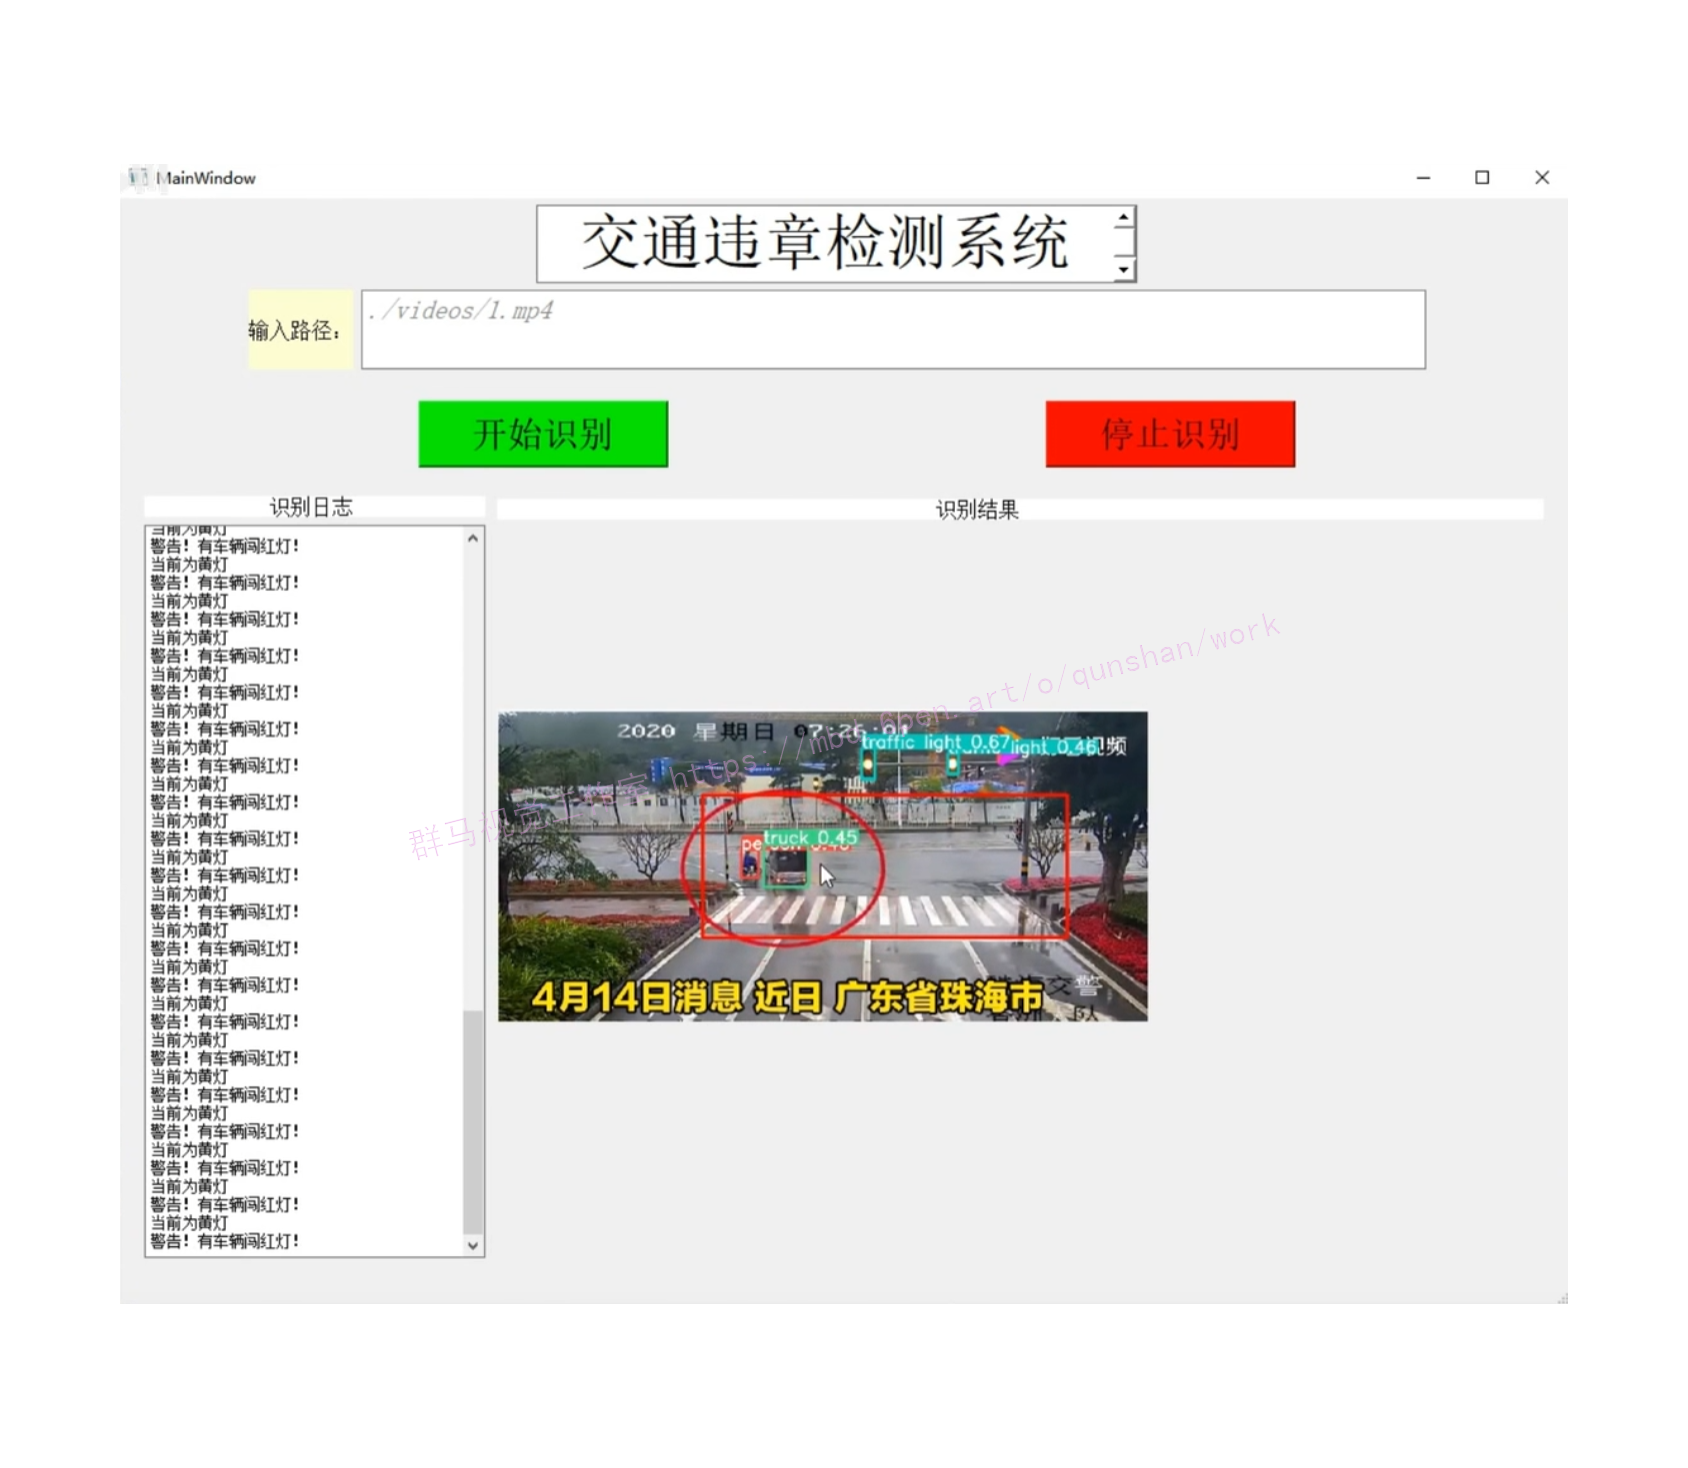 MainWindow
交通违章检测系统
输入路径：
./videos/1.mp4
开始识别
停止识别
识别日志
当前为黄灯
警告！有车辆闯红灯！
当前为黄灯
警告！有车辆闯红灯！
当前为黄灯
警告！有车辆闯红灯！
当前为黄灯
警告！有车辆闯红灯！
当前为黄灯
警告！有车辆闯红灯！
当前为黄灯
警告！有车辆闯红灯！
当前为黄灯
警告！有车辆闯红灯！
当前为黄灯
警告！有车辆闯红灯！
当前为黄灯
警告！有车辆闯红灯！
当前为黄灯
警告！有车辆闯红灯！
当前为黄灯
警告！有车辆闯红灯！
当前为黄灯
警告！有车辆闯红灯！
当前为黄灯
警告！有车辆闯红灯！
当前为黄灯
警告！有车辆闯红灯！
当前为黄灯
警告！有车辆闯红灯！
当前为黄灯
警告！有车辆闯红灯！
当前为黄灯
警告！有车辆闯红灯！
当前为黄灯
警告！有车辆闯红灯！
当前为黄灯
警告！有车辆闯红灯！
当前为黄灯
警告！有车辆闯红灯！
识别结果
2020 星期日 07:26:01
traffic light 0.67
light 0.46
视频
truck 0.45
4月14日消息 近日 广东省珠海市
交警
/o/qunshan/work